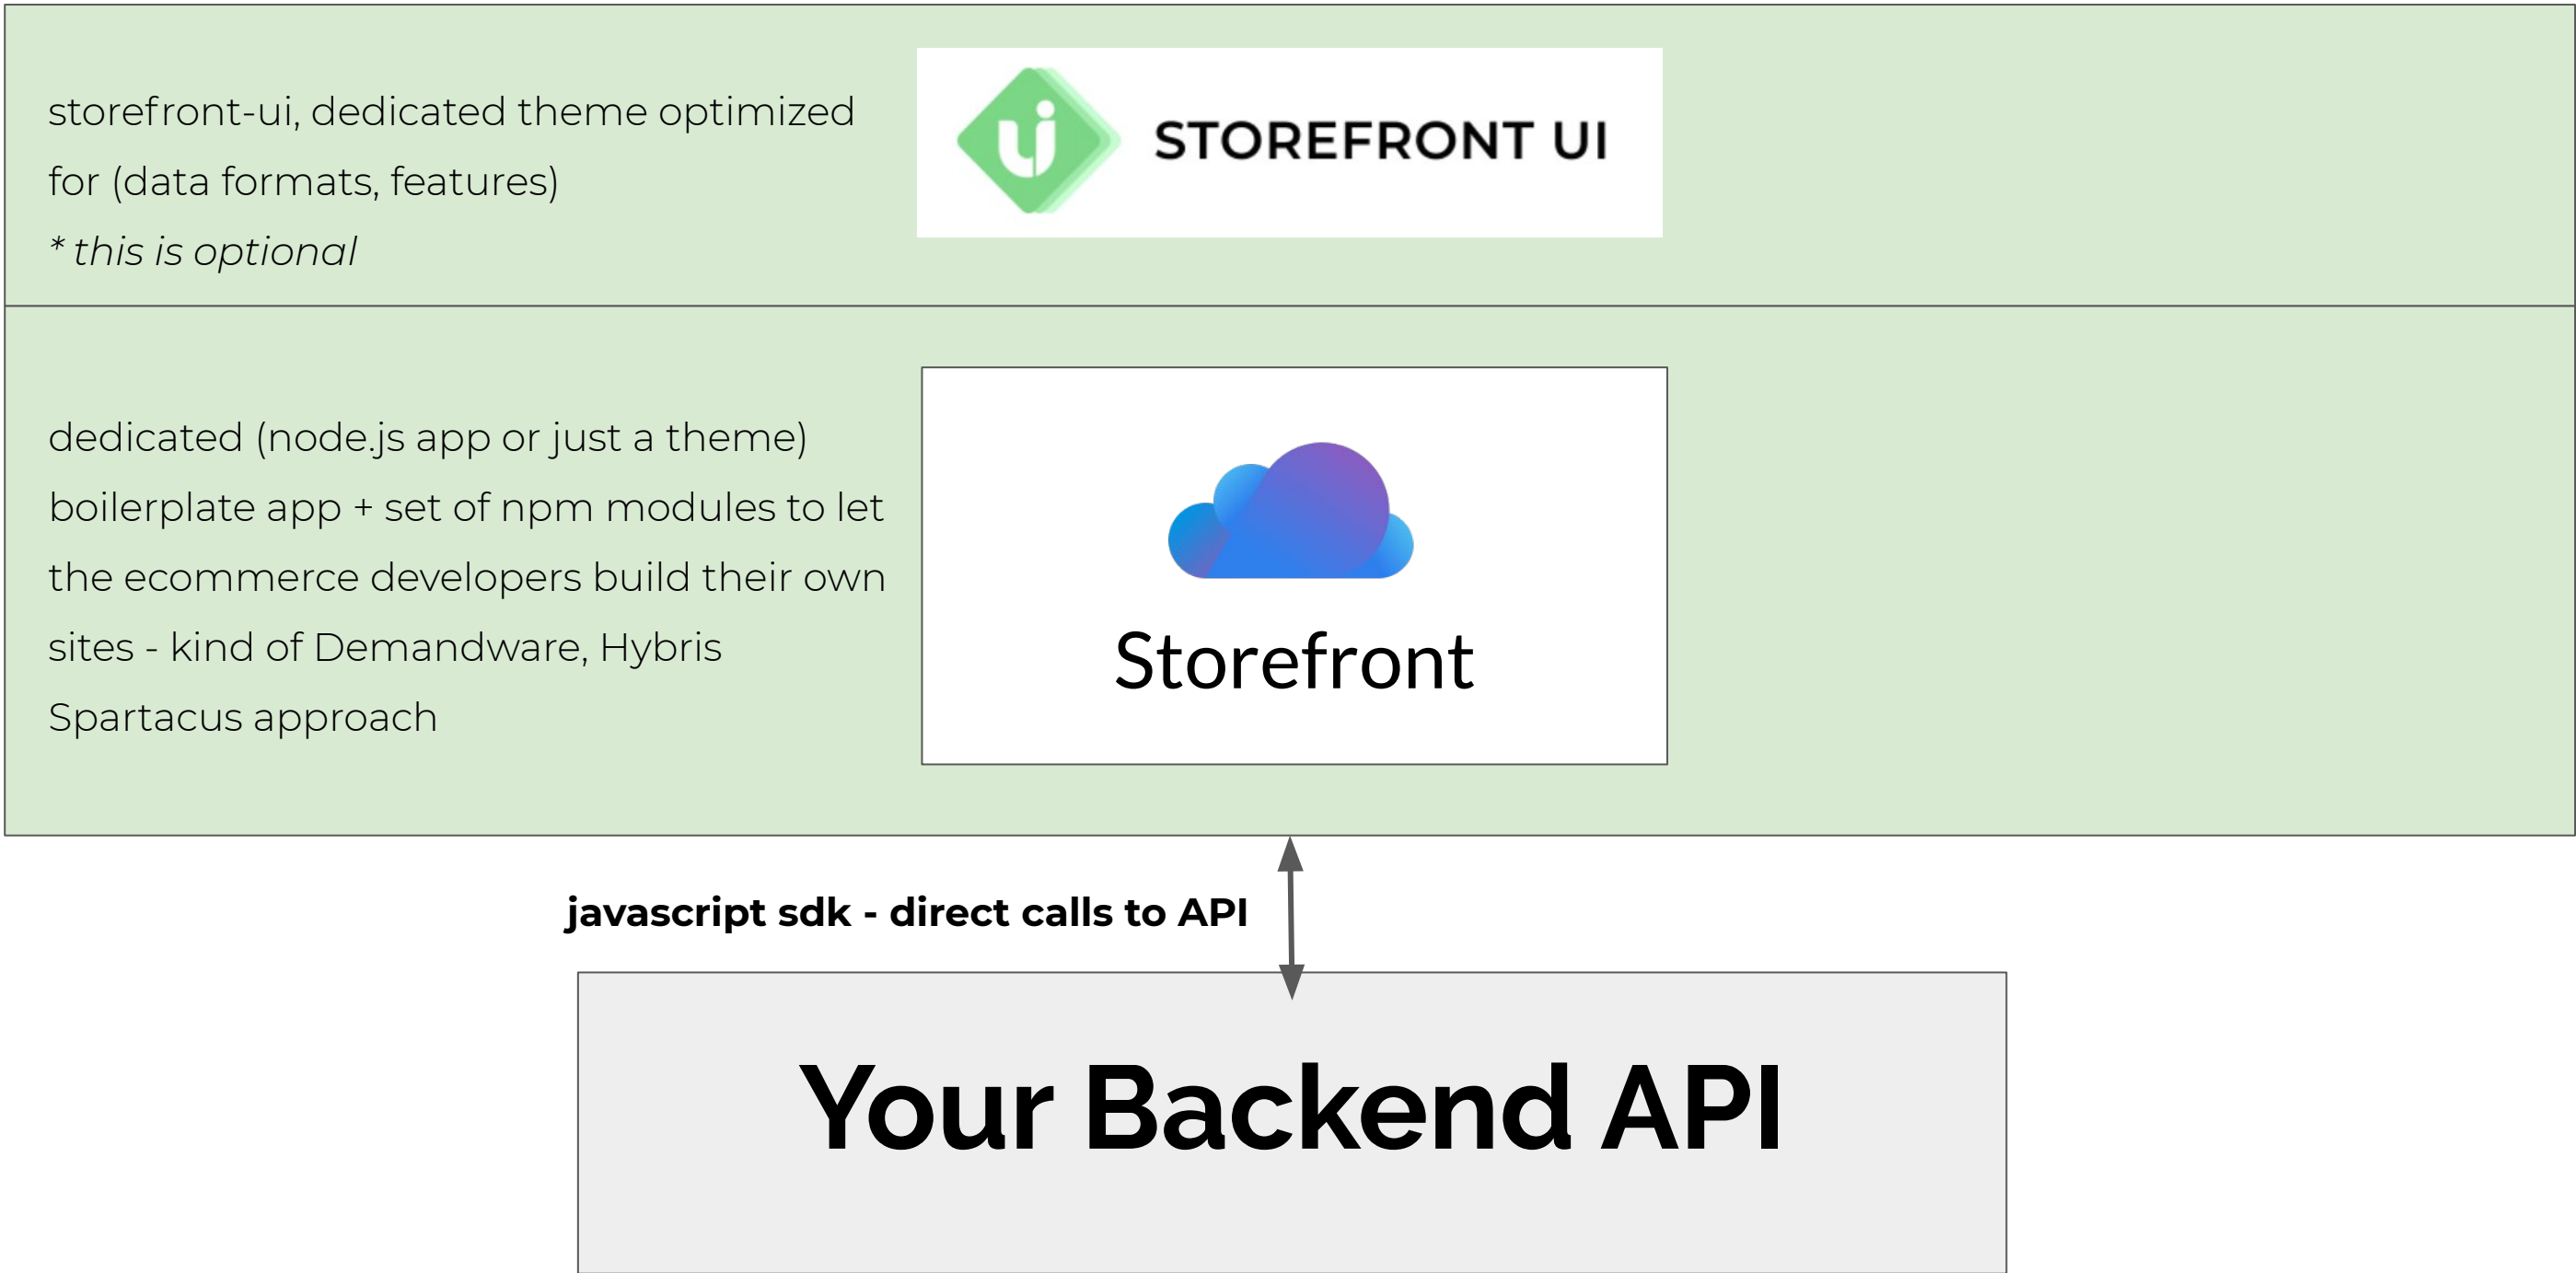 storefront-ui, dedicated theme optimized
for (data formats, features)
* this is optional
STOREFRONT UI
dedicated (node.js app or just a theme)
boilerplate app + set of npm modules to let
the ecommerce developers build their own
sites - kind of Demandware, Hybris
Spartacus approach
Storefront
javascript sdk - direct calls to API
Your Backend API